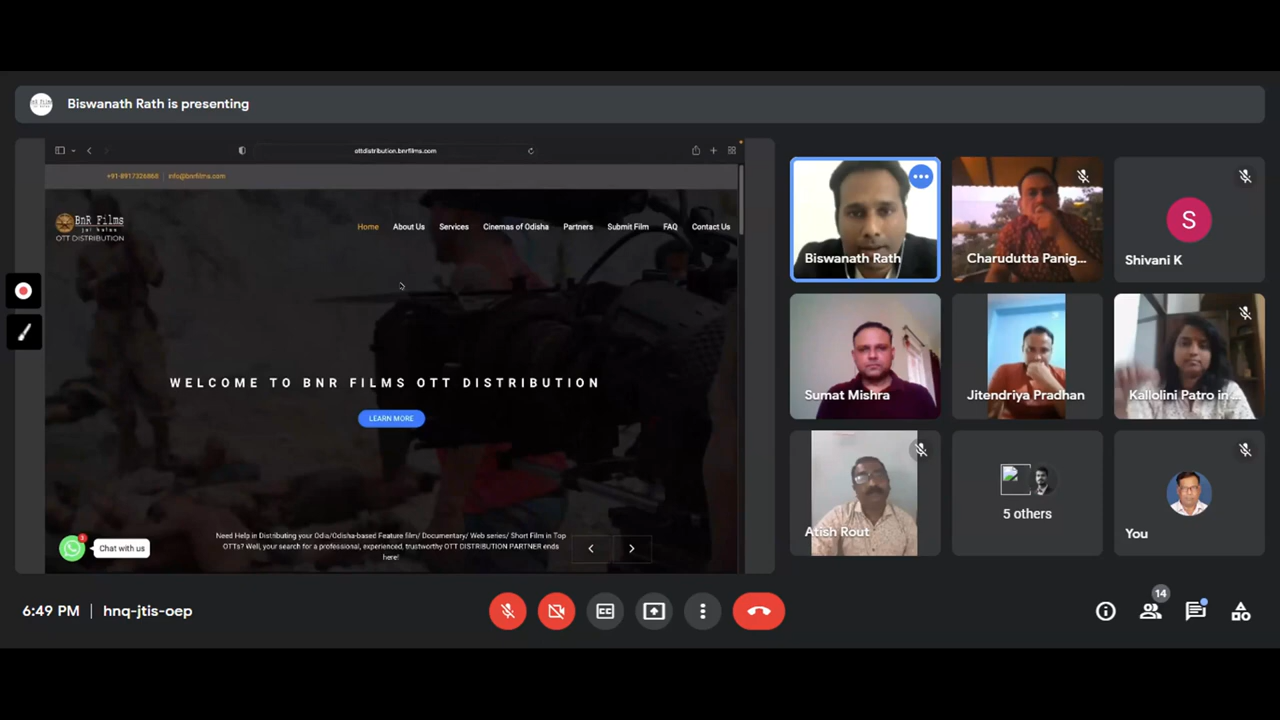 Biswanath Rath is presenting
ottdistribution.bnrfilms.com
+91-8917326868 | info@bnrfilms.com
BnR Films
OTT DISTRIBUTION
Home About Us Services Cinemas of Odisha Partners Submit Film FAQ Contact Us
WELCOME TO BNR FILMS OTT DISTRIBUTION
LEARN MORE
Need Help in Distributing your Odia/Odisha-based Feature film/ Documentary/ Web series/ Short Film in Top
OTTs? Well, your search for a professional, experienced, trustworthy OTT DISTRIBUTION PARTNER ends
here!
Chat with us
Biswanath Rath
Charudutta Panig...
S
Shivani K
Sumat Mishra
Jitendriya Pradhan
Kallolini Patro in...
Atish Rout
5 others
You
6:49 PM | hnq-jtis-oep
14